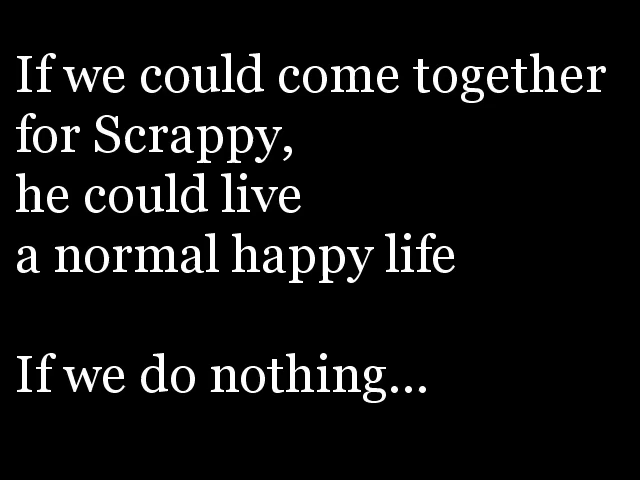 If we could come together
for Scrappy,
he could live
a normal happy life
If we do nothing...